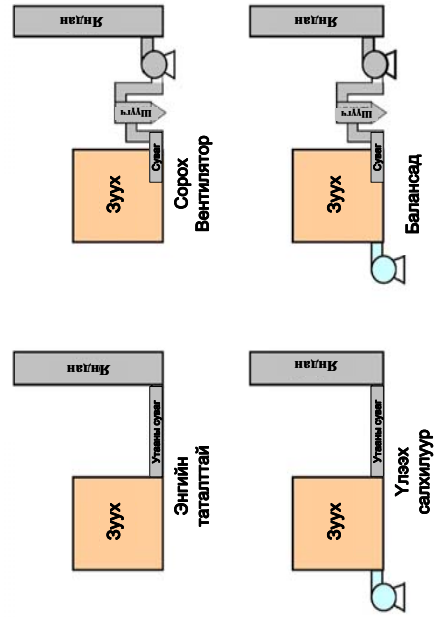 Яндан
Шүүгч
Суваг
Зуух
Сорох
Вентилятор
Яндан
Шүүгч
Суваг
Зуух
Балансад
Яндан
Утааны суваг
Зуух
Энгийн
таталттай
Яндан
Утааны суваг
Зуух
Үлээх
салхилуур